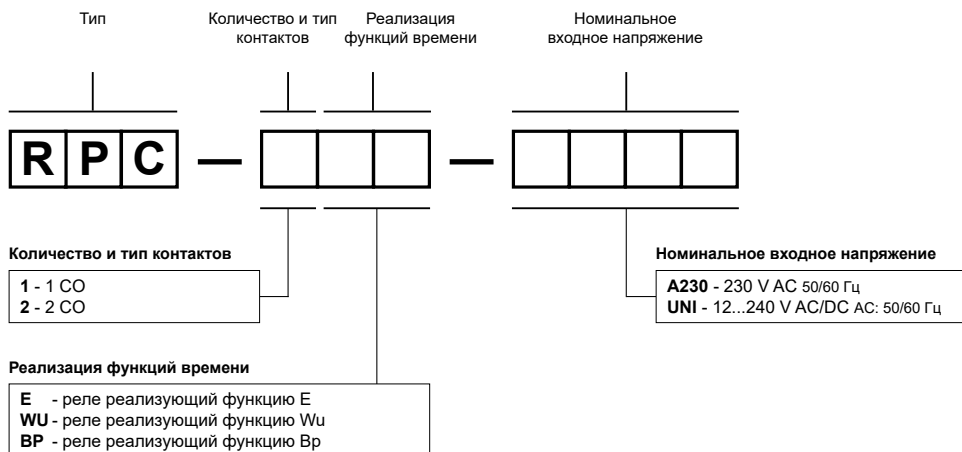 Тип
Количество и тип контактов
Реализация функций времени
Номинальное входное напряжение
RPC — —
Количество и тип контактов
1 - 1 CO
2 - 2 CO
Номинальное входное напряжение
A230 - 230 V AC 50/60 Гц
UNI - 12...240 V AC/DC AC: 50/60 Гц
Реализация функций времени
E - реле реализующий функцию E
WU - реле реализующий функцию Wu
BP - реле реализующий функцию Bp